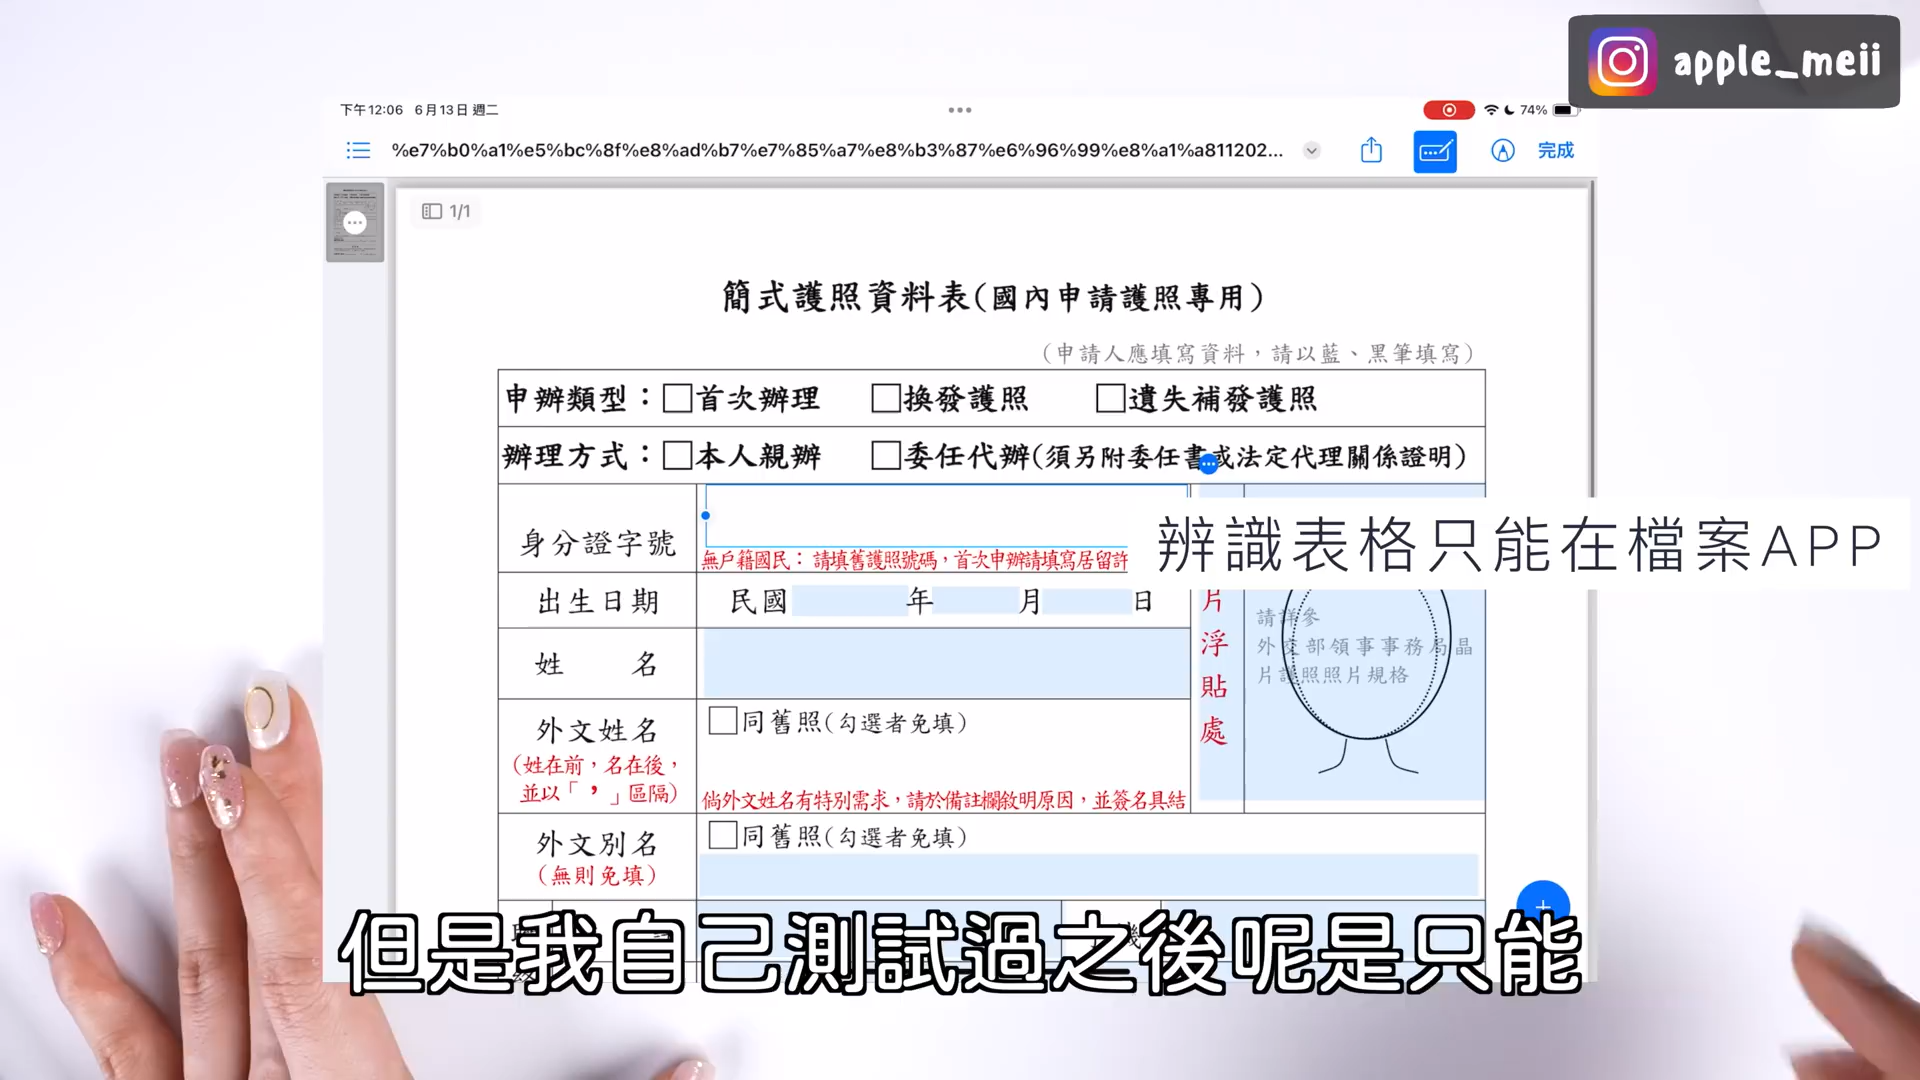 apple_meii
下午12:06 6月13日 週二
74%
%e7%b0%a1%e5%bc%8f%e8%ad%b7%e7%85%a7%e8%b3%87%e6%96%99%e8%a1%a811202...
完成
1/1
簡式護照資料表(國內申請護照專用)
(申請人應填寫資料，請以藍、黑筆填寫)
申辦類型：□首次辦理 □換發護照 □遺失補發護照
辦理方式：□本人親辦 □委任代辦(須另附委任書或法定代理關係證明)
身分證字號
無戶籍國民：請填舊護照號碼，首次申辦請填寫居留許
辨識表格只能在檔案APP
出生日期 民國 年 月 日
片
浮
貼
處
請詳參
外交部領事事務局晶
片護照照片規格
姓 名
外文姓名
(姓在前，名在後，
並以「，」區隔)
□同舊照(勾選者免填)
倘外文姓名有特別需求，請於備註欄敘明原因，並簽名具結
外文別名
(無則免填)
□同舊照(勾選者免填)
但是我自己測試過之後呢是只能